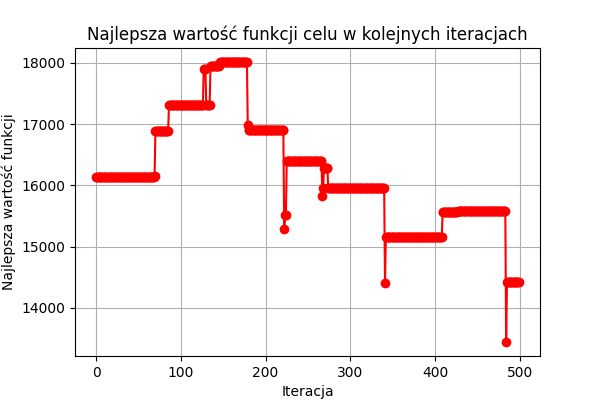 Najlepsza wartość funkcji celu w kolejnych iteracjach
Najlepsza wartość funkcji
18000
17000
16000
15000
14000
0 100 200 300 400 500
Iteracja